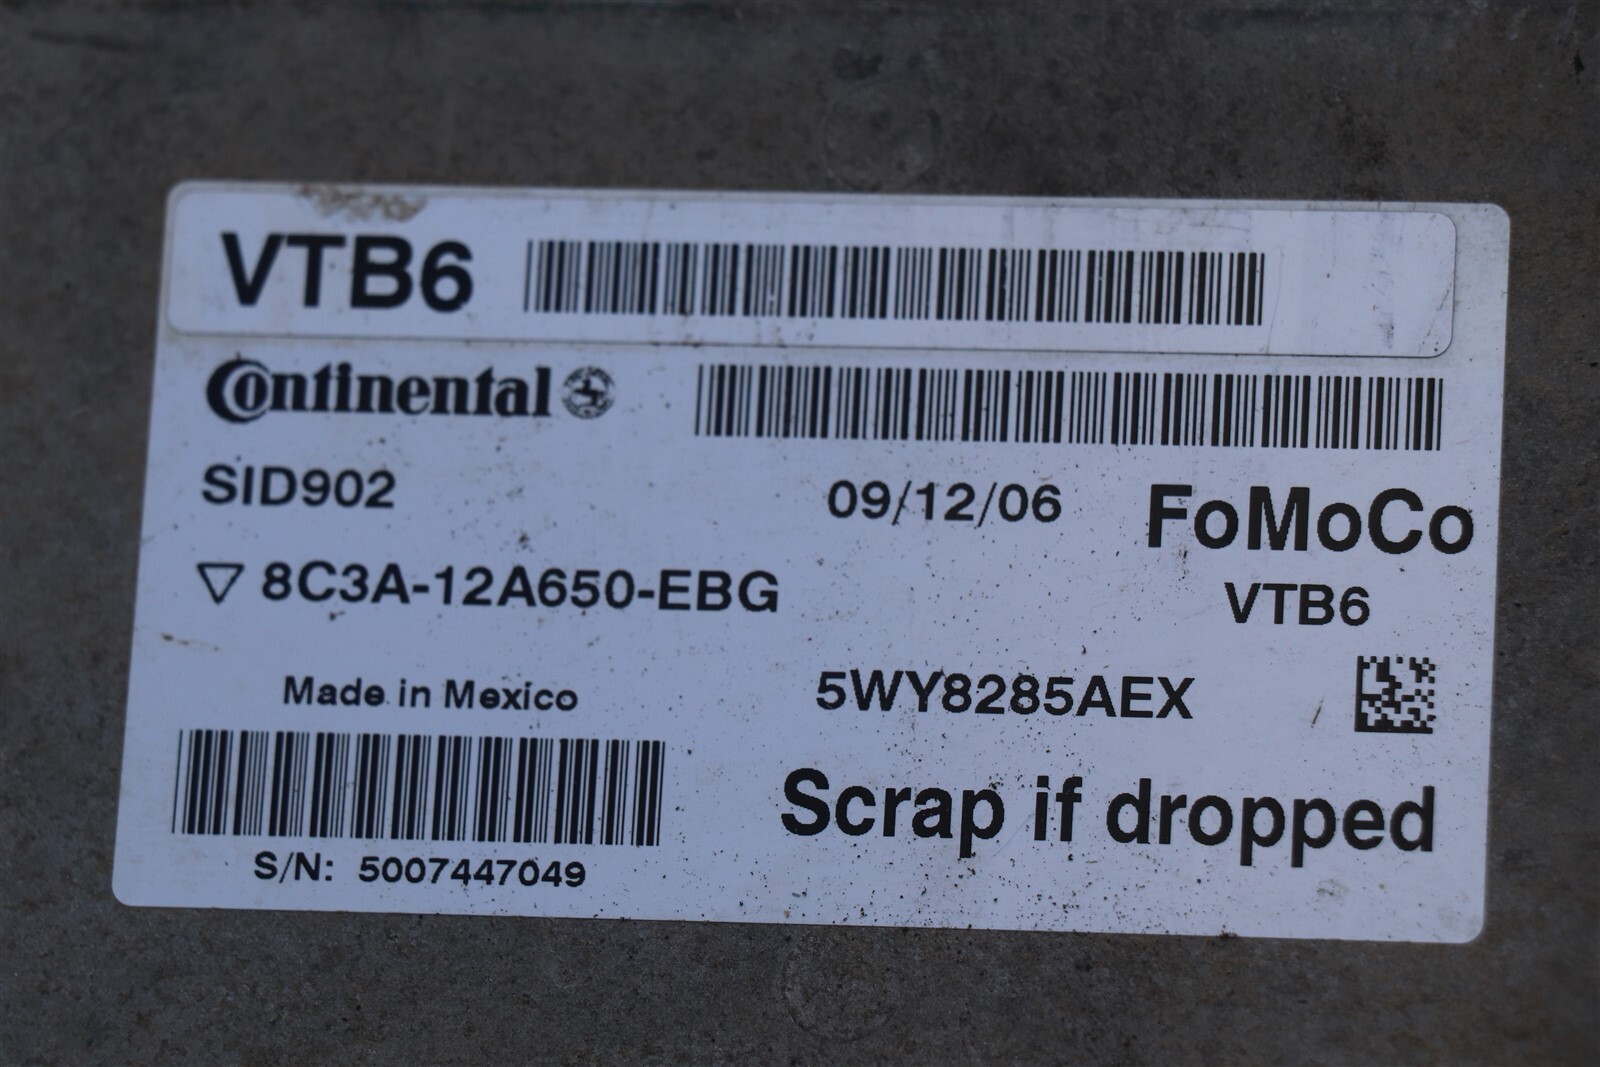 VTB6
Continental
SID902 09/12/06 FoMoCo
8C3A-12A650-EBG VTB6
Made in Mexico 5WY8285AEX
Scrap if dropped
S/N: 5007447049